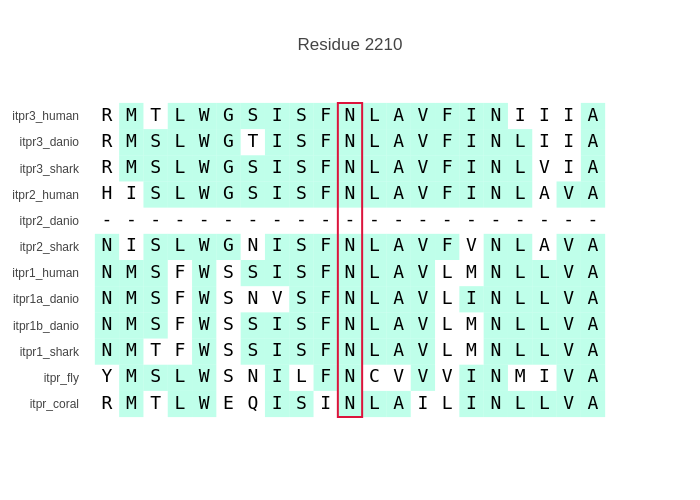 Residue 2210
itpr3_human R M T L W G S I S F N L A V F I N I I I A
itpr3_danio R M S L W G T I S F N L A V F I N L I I A
itpr3_shark R M S L W G S I S F N L A V F I N L V I A
itpr2_human H I S L W G S I S F N L A V F I N L A V A
itpr2_danio - - - - - - - - - - - - - - - - - - - - -
itpr2_shark N I S L W G N I S F N L A V F V N L A V A
itpr1_human N M S F W S S I S F N L A V L M N L L V A
itpr1a_danio N M S F W S N V S F N L A V L I N L L V A
itpr1b_danio N M S F W S S I S F N L A V L M N L L V A
itpr1_shark N M T F W S S I S F N L A V L M N L L V A
itpr_fly Y M S L W S N I L F N C V V V I N M I V A
itpr_coral R M T L W E Q I S I N L A I L I N L L V A